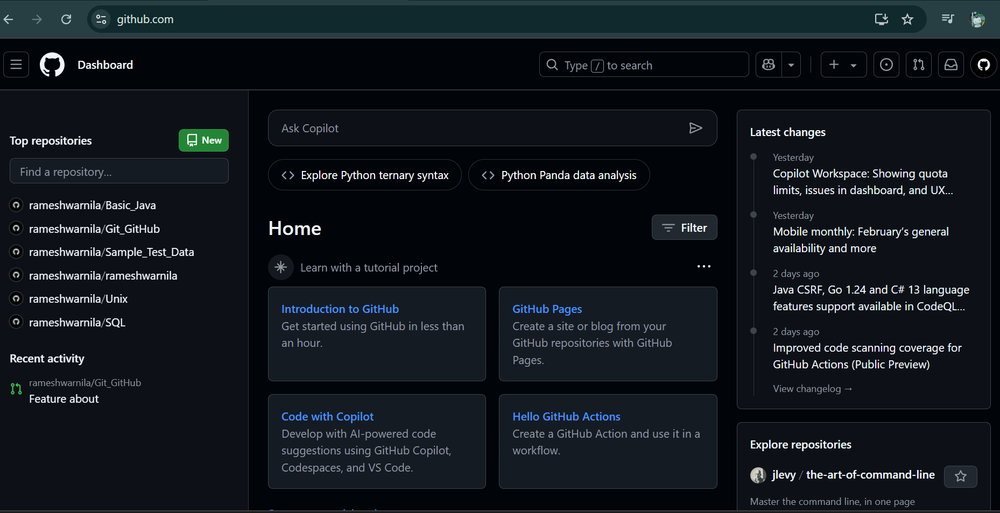 github.com
Dashboard
Type / to search
Top repositories
New
Find a repository...
rameshwarnila/Basic_Java
rameshwarnila/Git_GitHub
rameshwarnila/Sample_Test_Data
rameshwarnila/rameshwarnila
rameshwarnila/Unix
rameshwarnila/SQL
Recent activity
rameshwarnila/Git_GitHub
Feature about
Ask Copilot
Explore Python ternary syntax
Python Panda data analysis
Home
Filter
Learn with a tutorial project
Introduction to GitHub
Get started using GitHub in less than
an hour.
GitHub Pages
Create a site or blog from your
GitHub repositories with GitHub
Pages.
Code with Copilot
Develop with AI-powered code
suggestions using GitHub Copilot,
Codespaces, and VS Code.
Hello GitHub Actions
Create a GitHub Action and use it in a
workflow.
Latest changes
Yesterday
Copilot Workspace: Showing quota
limits, issues in dashboard, and UX...
Yesterday
Mobile monthly: February’s general
availability and more
2 days ago
Java CSRF, Go 1.24 and C# 13 language
features support available in CodeQL...
2 days ago
Improved code scanning coverage for
GitHub Actions (Public Preview)
View changelog →
Explore repositories
jlevy / the-art-of-command-line
Master the command line, in one page